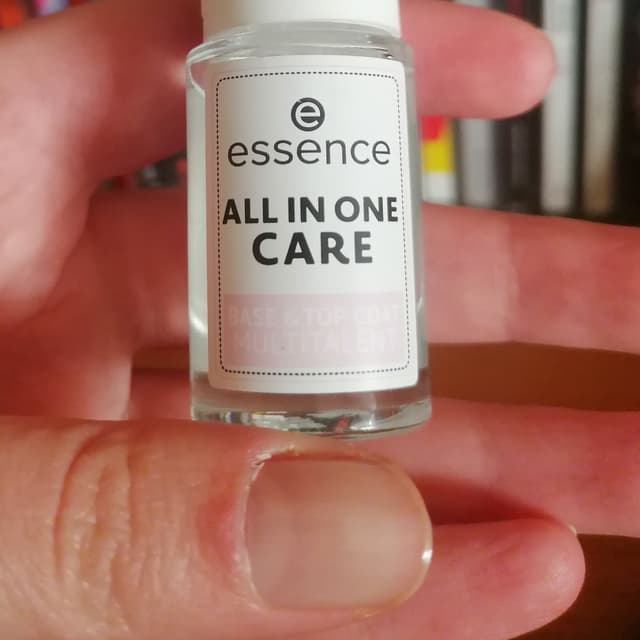 essence
ALL IN ONE
CARE
BASE & TOP COAT
MULTITALENT